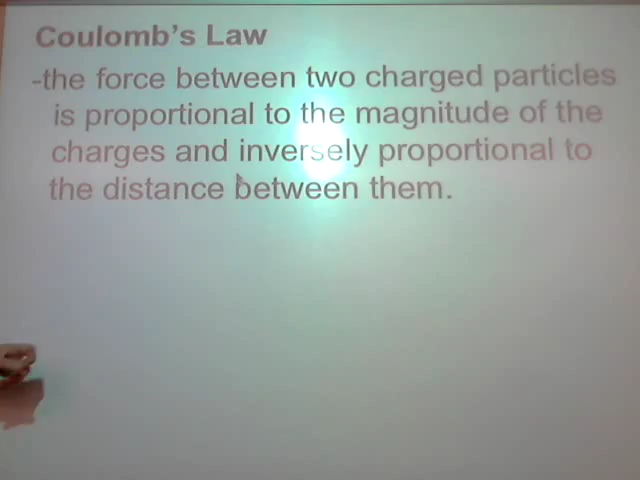 Coulomb's Law
-the force between two charged particles
is proportional to the magnitude of the
charges and inversely proportional to
the distance between them.